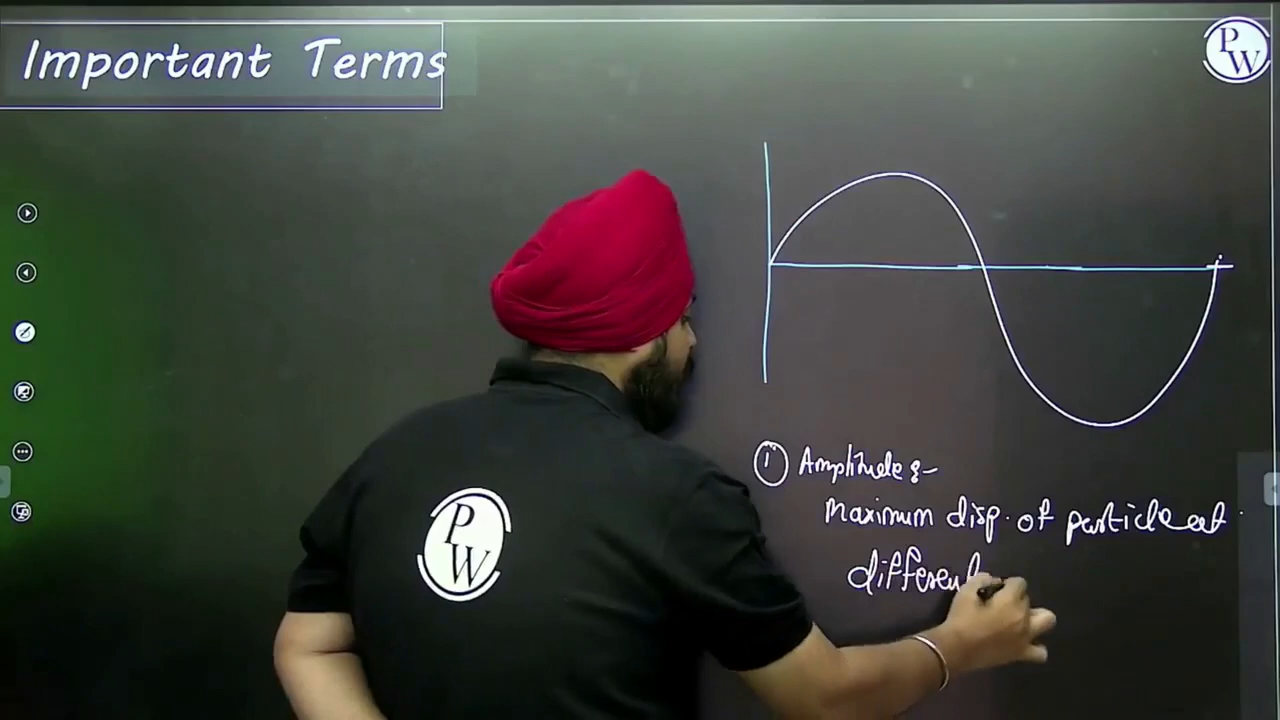 Important Terms
PW
1 Amplitude :-
Maximum disp. of particle at
different
PW